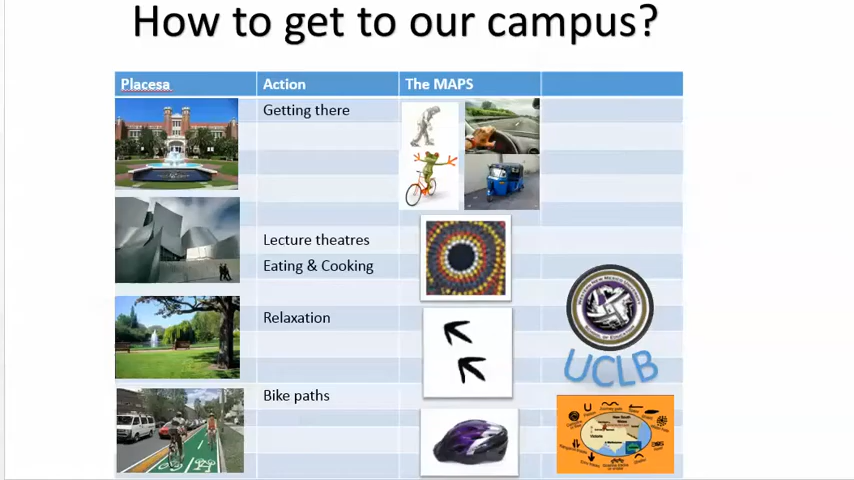 How to get to our campus?
Placesa Action The MAPS
Getting there
Lecture theatres
Eating & Cooking
Relaxation
UCLB
Bike paths